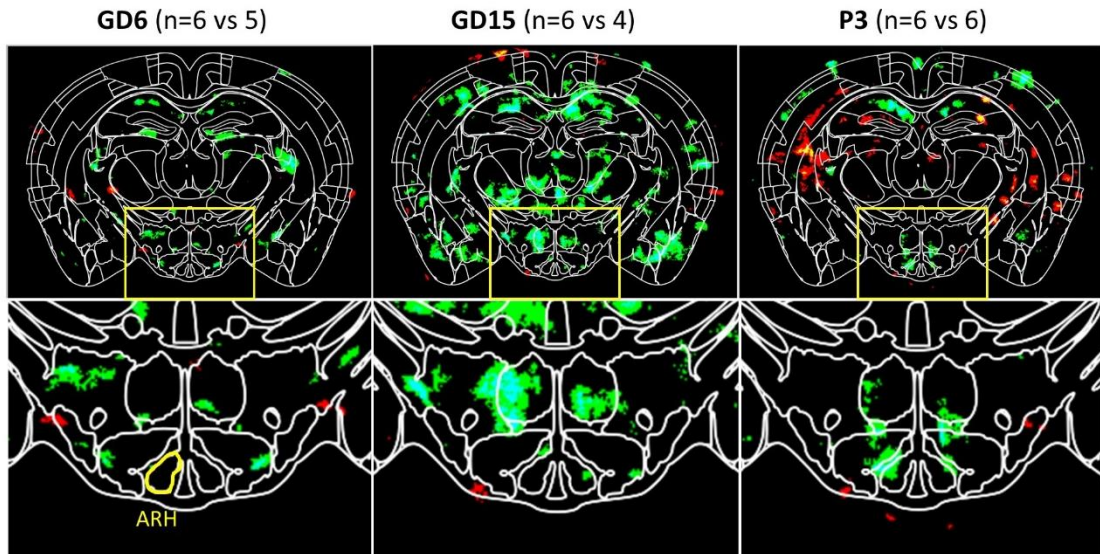 GD6 (n=6 vs 5)
GD15 (n=6 vs 4)
P3 (n=6 vs 6)
ARH